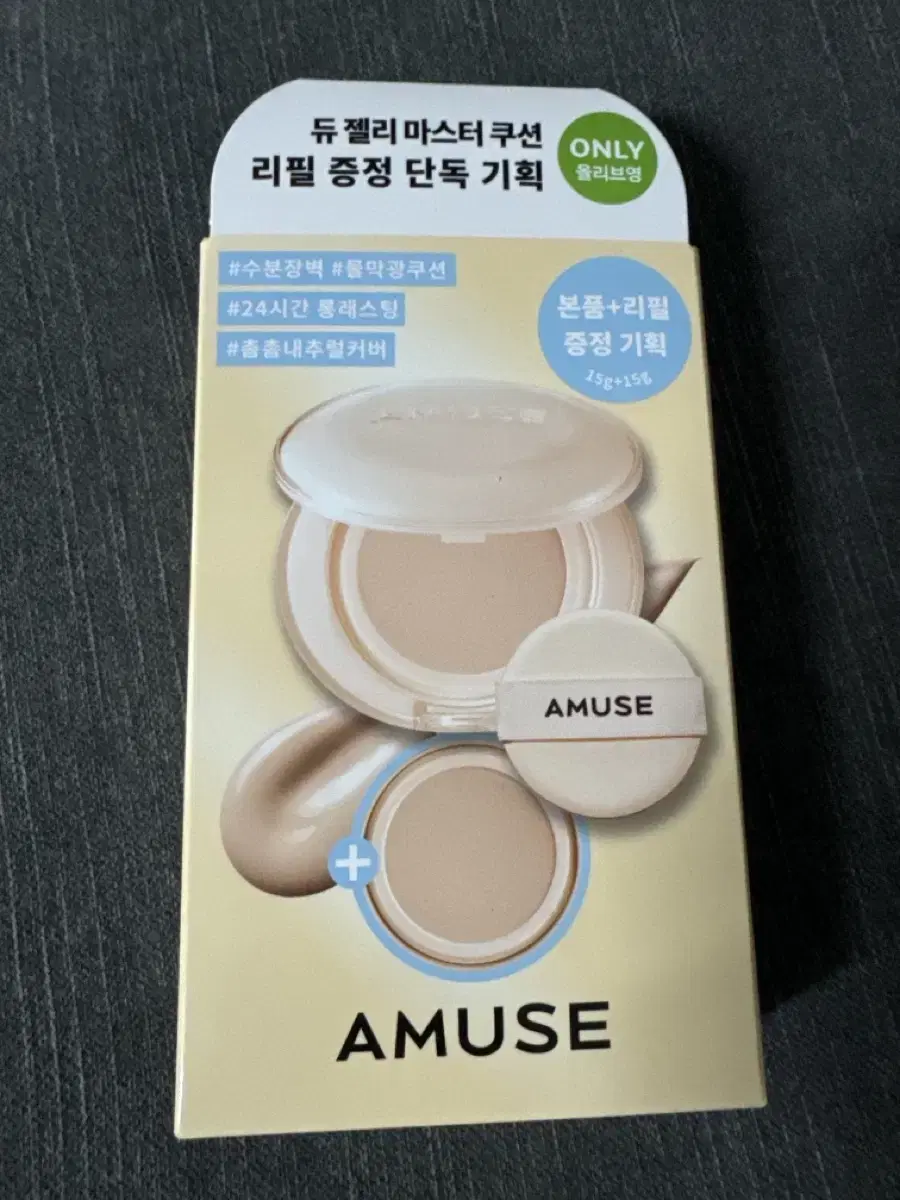 듀 젤리 마스터 쿠션
리필 증정 단독 기획
ONLY
올리브영
#수분장벽 #물막광쿠션
#24시간 롱래스팅
#촘촘내추럴커버
본품+리필
증정 기획
15g+15g
AMUSE
AMUSE
AMUSE